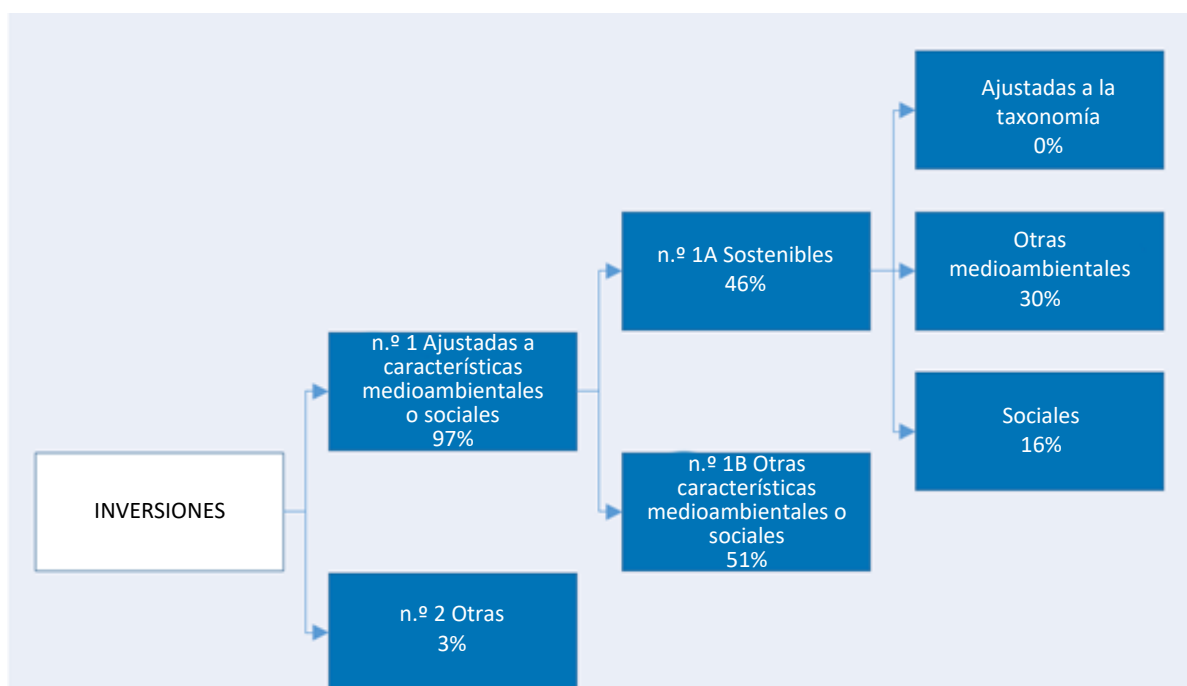 INVERSIONES
n.º 1 Ajustadas a
características
medioambientales
o sociales
97%
n.º 2 Otras
3%
n.º 1A Sostenibles
46%
n.º 1B Otras
características
medioambientales o
sociales
51%
Ajustadas a la
taxonomía
0%
Otras
medioambientales
30%
Sociales
16%